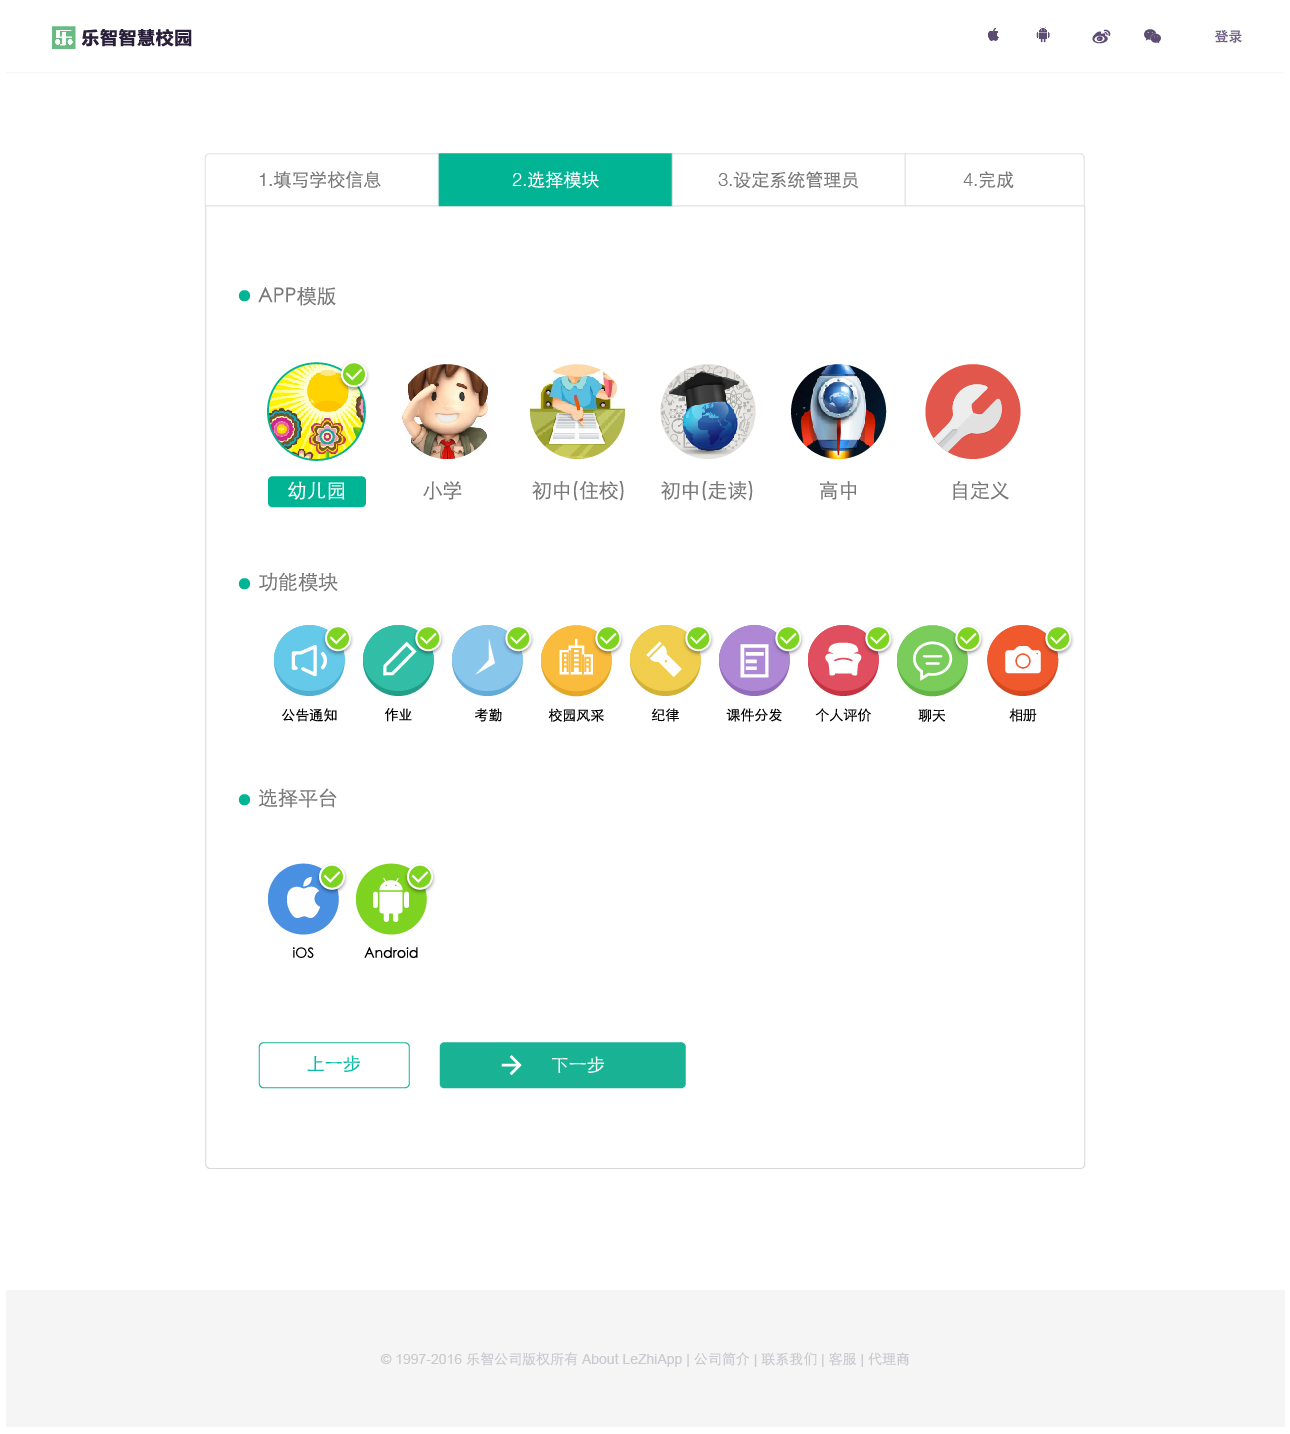 乐 乐智智慧校园 登录
1.填写学校信息 2.选择模块 3.设定系统管理员 4.完成
APP模版
幼儿园 小学 初中(住校) 初中(走读) 高中 自定义
功能模块
公告通知 作业 考勤 校园风采 纪律 课件分发 个人评价 聊天 相册
选择平台
iOS Android
上一步 下一步
© 1997-2016 乐智公司版权所有 About LeZhiApp | 公司简介 | 联系我们 | 客服 | 代理商